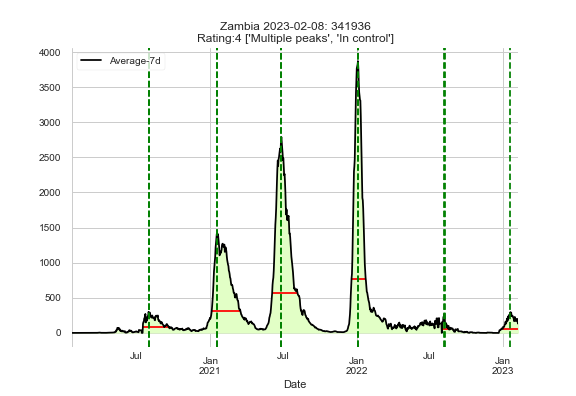 Zambia 2023-02-08: 341936
Rating:4 ['Multiple peaks', 'In control']
4000
3500
3000
2500
2000
1500
1000
500
0
Average-7d
Jul
Jan
2021
Jul
Jan
2022
Jul
Jan
2023
Date